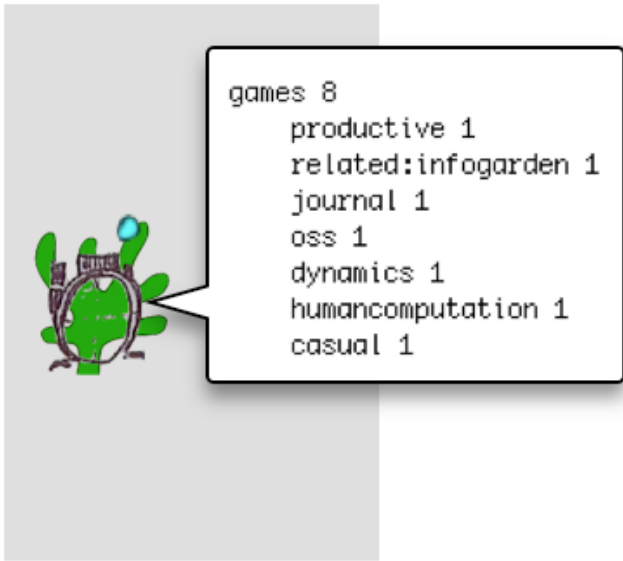 games 8
productive 1
related:infogarden 1
journal 1
oss 1
dynamics 1
humancomputation 1
casual 1